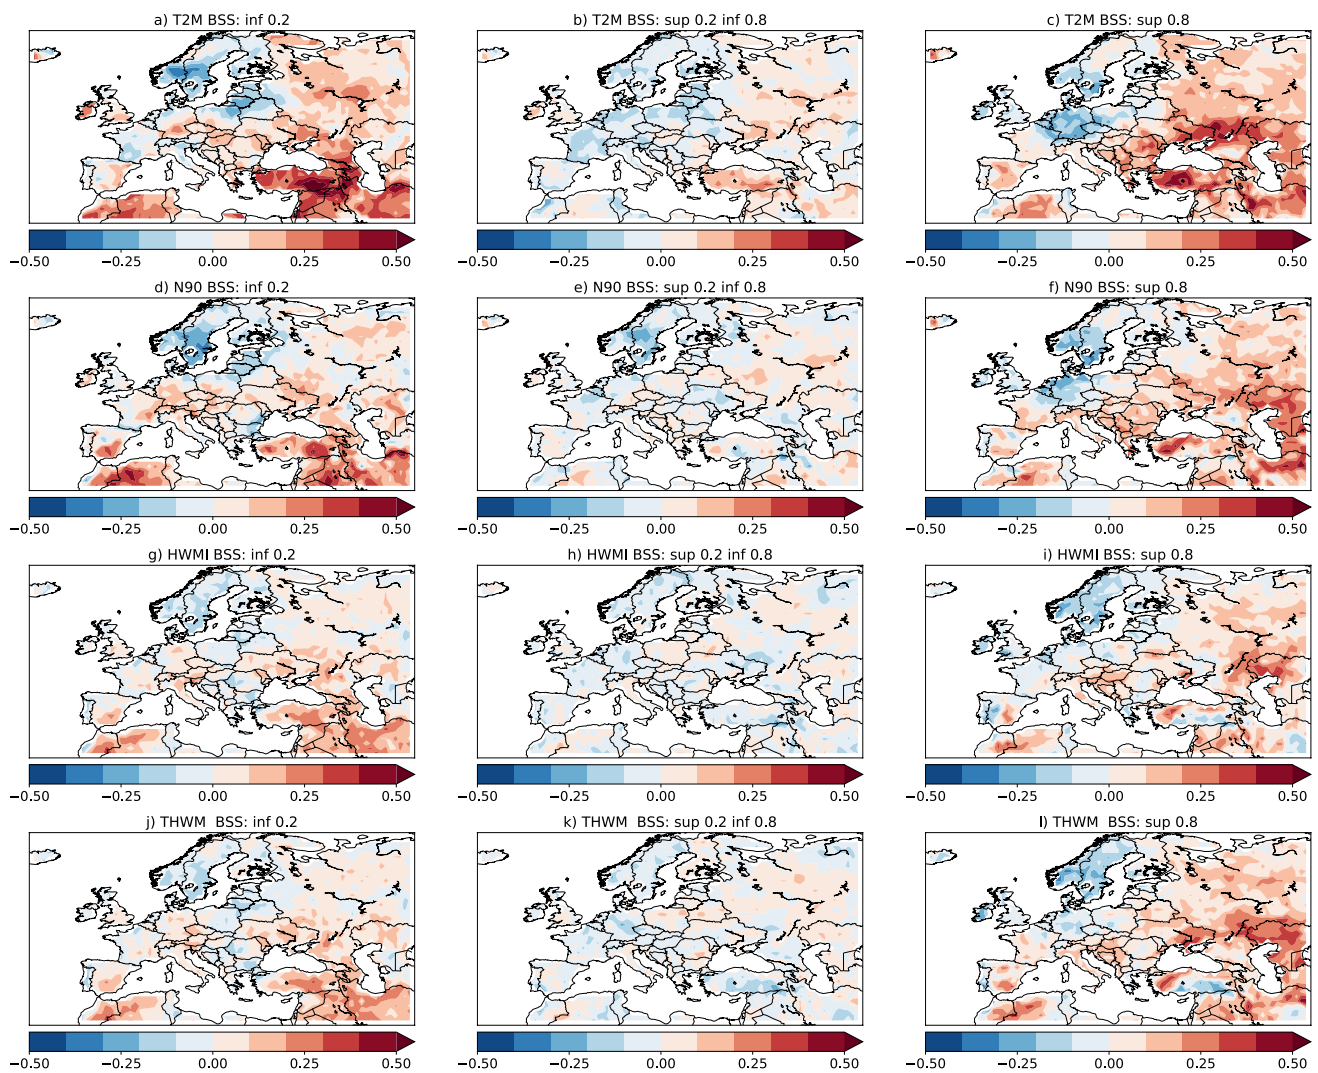 a) T2M BSS: inf 0.2
b) T2M BSS: sup 0.2 inf 0.8
c) T2M BSS: sup 0.8
−0.50 −0.25 0.00 0.25 0.50
−0.50 −0.25 0.00 0.25 0.50
−0.50 −0.25 0.00 0.25 0.50
d) N90 BSS: inf 0.2
e) N90 BSS: sup 0.2 inf 0.8
f) N90 BSS: sup 0.8
−0.50 −0.25 0.00 0.25 0.50
−0.50 −0.25 0.00 0.25 0.50
−0.50 −0.25 0.00 0.25 0.50
g) HWMI BSS: inf 0.2
h) HWMI BSS: sup 0.2 inf 0.8
i) HWMI BSS: sup 0.8
−0.50 −0.25 0.00 0.25 0.50
−0.50 −0.25 0.00 0.25 0.50
−0.50 −0.25 0.00 0.25 0.50
j) THWM  BSS: inf 0.2
k) THWM  BSS: sup 0.2 inf 0.8
l) THWM  BSS: sup 0.8
−0.50 −0.25 0.00 0.25 0.50
−0.50 −0.25 0.00 0.25 0.50
−0.50 −0.25 0.00 0.25 0.50